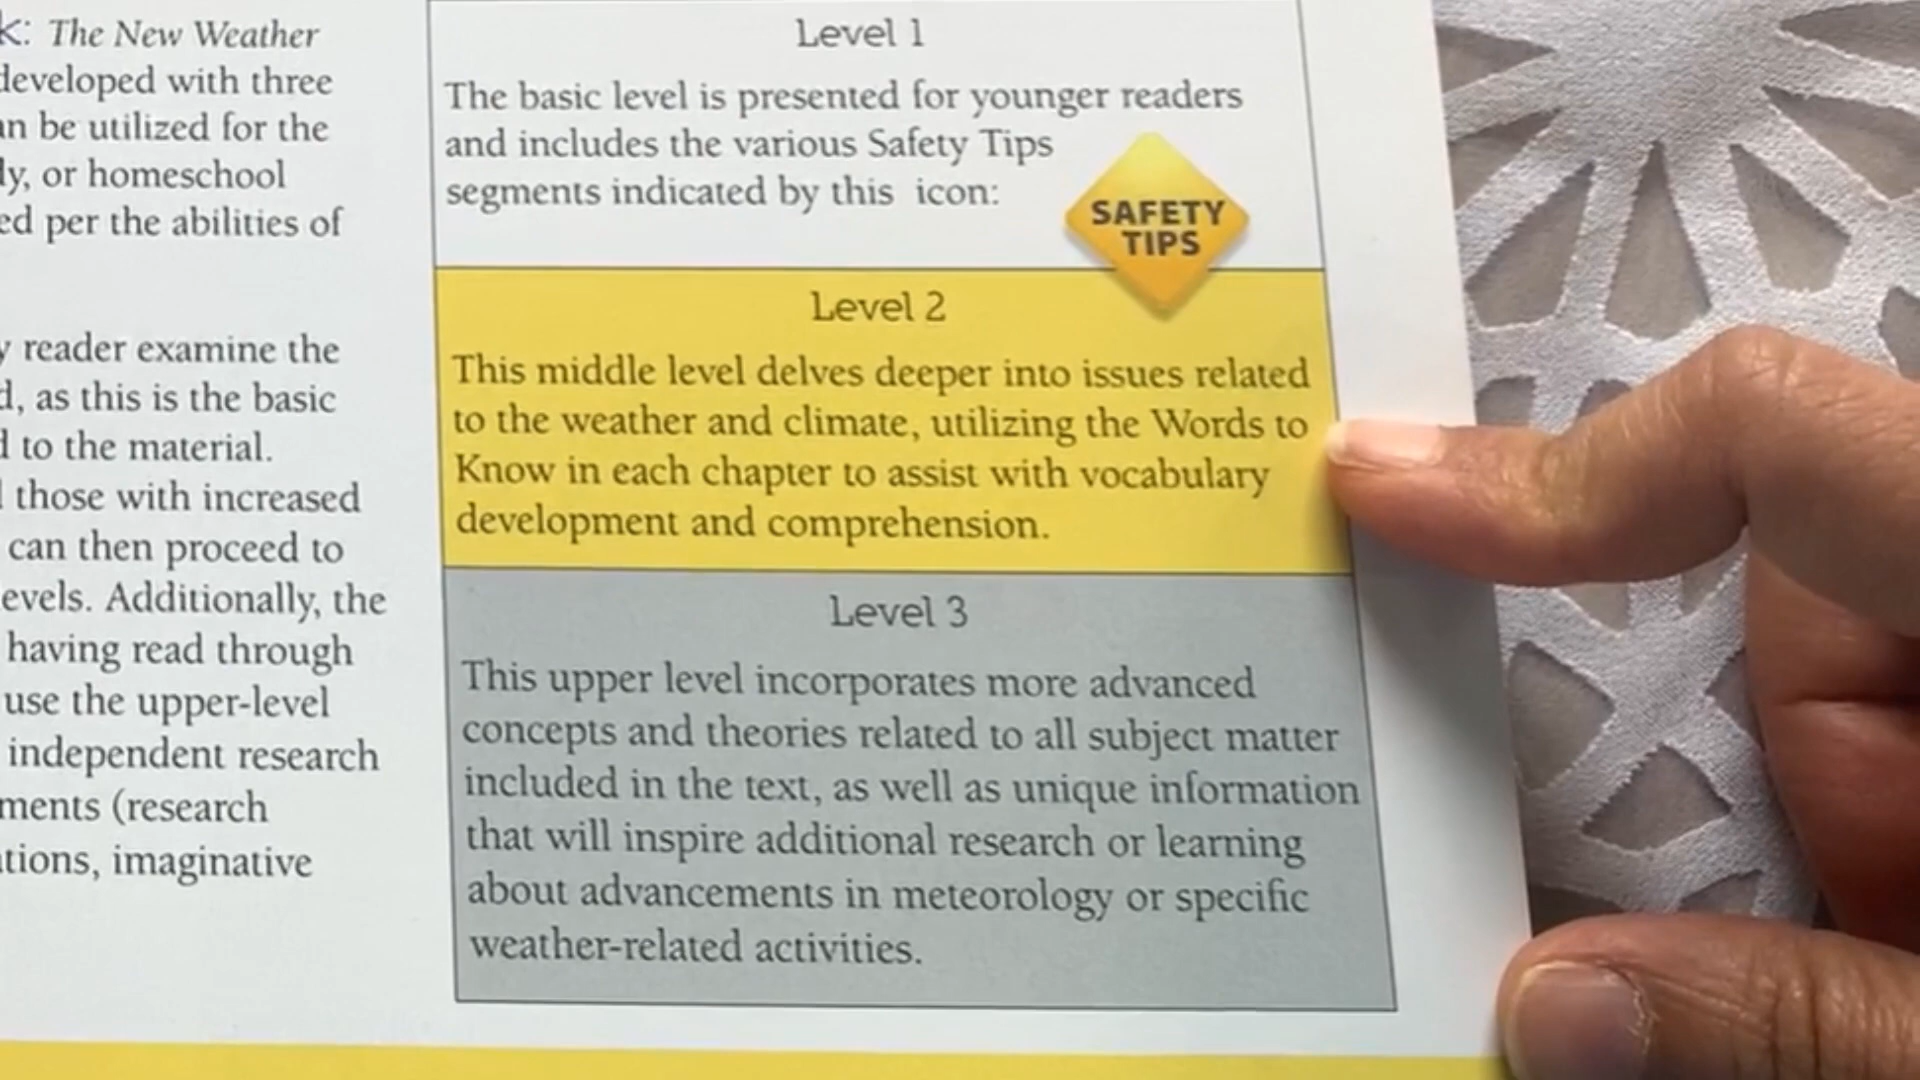 The New Weather
developed with three
be utilized for the
or homeschool
per the abilities of
reader examine the
as this is the basic
to the material.
those with increased
can then proceed to
Additionally, the
having read through
use the upper-level
independent research
(research
imaginative
Level 1
The basic level is presented for younger readers
and includes the various Safety Tips
segments indicated by this icon:
SAFETY
TIPS
Level 2
This middle level delves deeper into issues related
to the weather and climate, utilizing the Words to
Know in each chapter to assist with vocabulary
development and comprehension.
Level 3
This upper level incorporates more advanced
concepts and theories related to all subject matter
included in the text, as well as unique information
that will inspire additional research or learning
about advancements in meteorology or specific
weather-related activities.